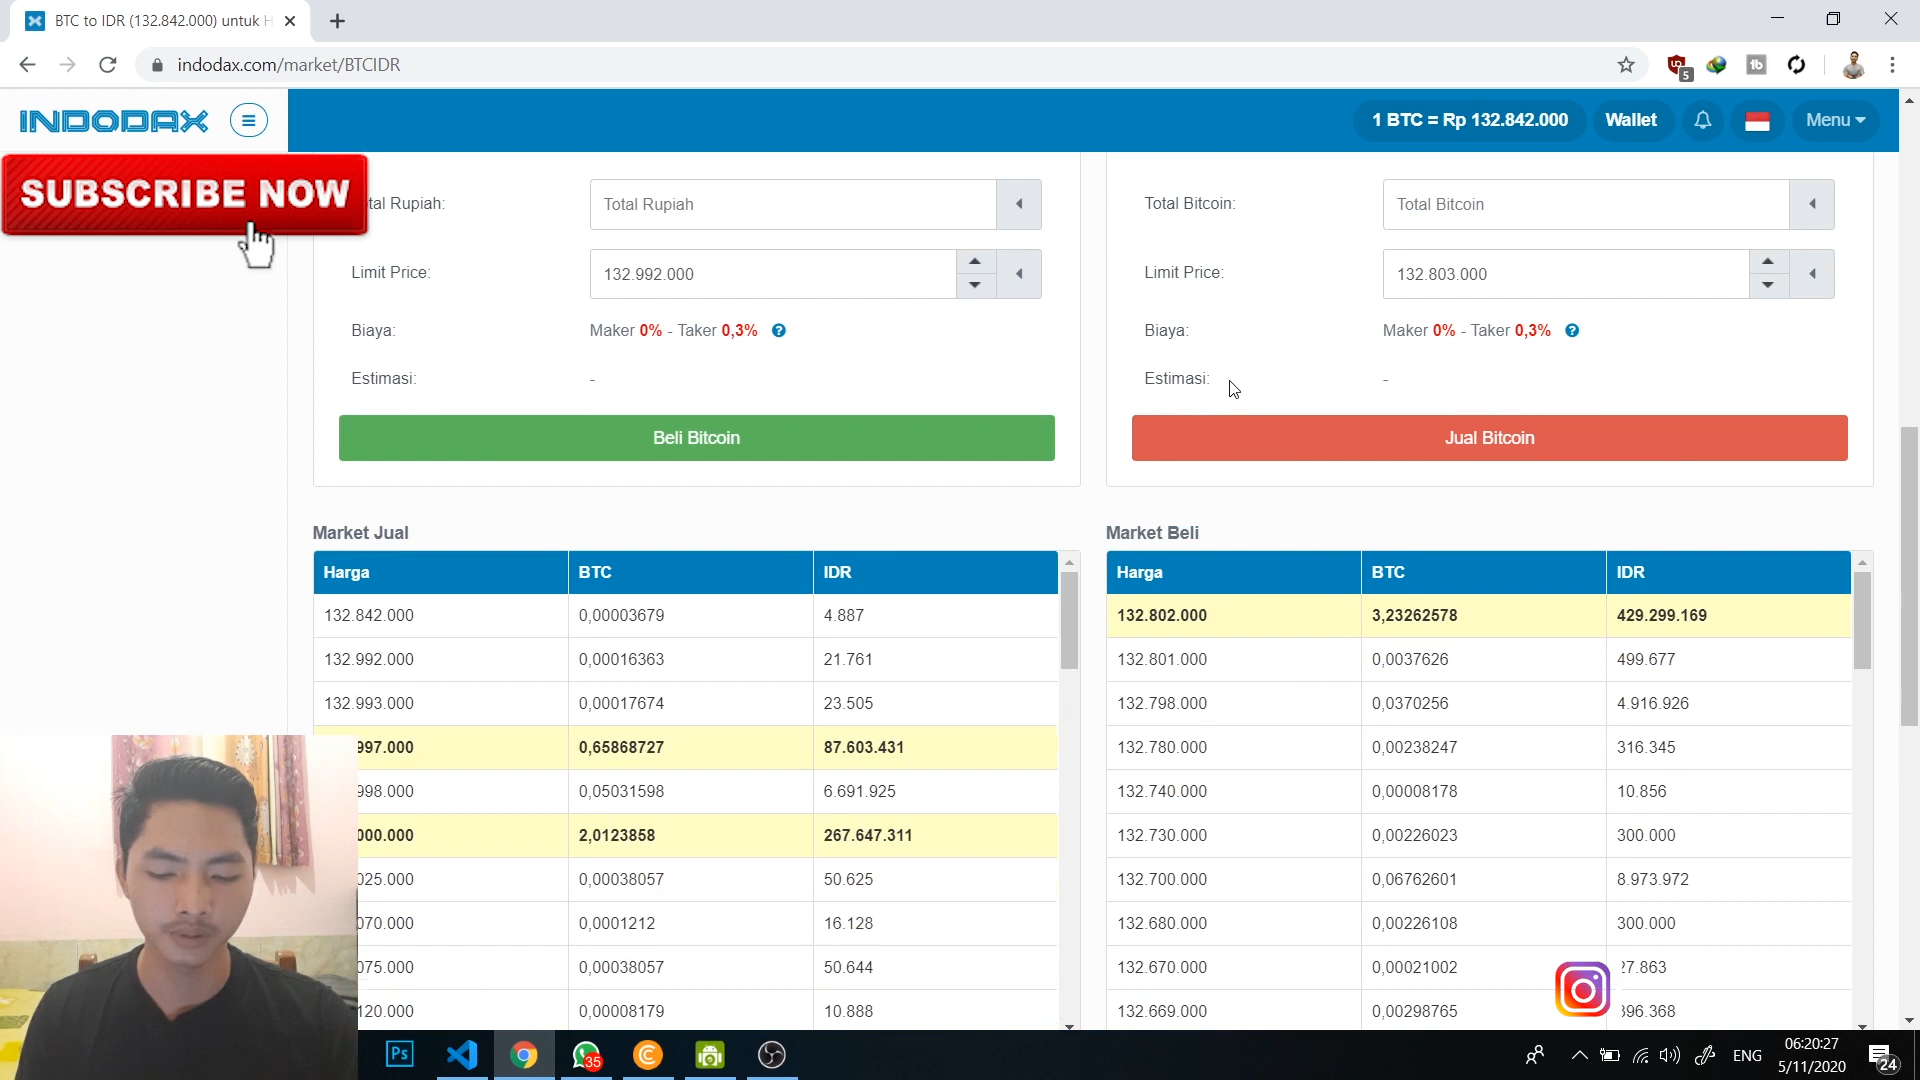 BTC to IDR (132.842.000) untuk H
indodax.com/market/BTCIDR
5
INDODAX
1 BTC = Rp 132.842.000
Wallet
Menu
SUBSCRIBE NOW
tal Rupiah:
Total Rupiah
Total Bitcoin:
Total Bitcoin
Limit Price:
132.992.000
Limit Price:
132.803.000
Biaya:
Maker 0% - Taker 0,3%
Biaya:
Maker 0% - Taker 0,3%
Estimasi:
-
Estimasi:
-
Beli Bitcoin
Jual Bitcoin
Market Jual
Harga BTC IDR
132.842.000 0,00003679 4.887
132.992.000 0,00016363 21.761
132.993.000 0,00017674 23.505
997.000 0,65868727 87.603.431
998.000 0,05031598 6.691.925
000.000 2,0123858 267.647.311
025.000 0,00038057 50.625
070.000 0,0001212 16.128
075.000 0,00038057 50.644
120.000 0,00008179 10.888
Market Beli
Harga BTC IDR
132.802.000 3,23262578 429.299.169
132.801.000 0,0037626 499.677
132.798.000 0,0370256 4.916.926
132.780.000 0,00238247 316.345
132.740.000 0,00008178 10.856
132.730.000 0,00226023 300.000
132.700.000 0,06762601 8.973.972
132.680.000 0,00226108 300.000
132.670.000 0,00021002 27.863
132.669.000 0,00298765 396.368
Ps
35
ENG
06:20:27
5/11/2020
24